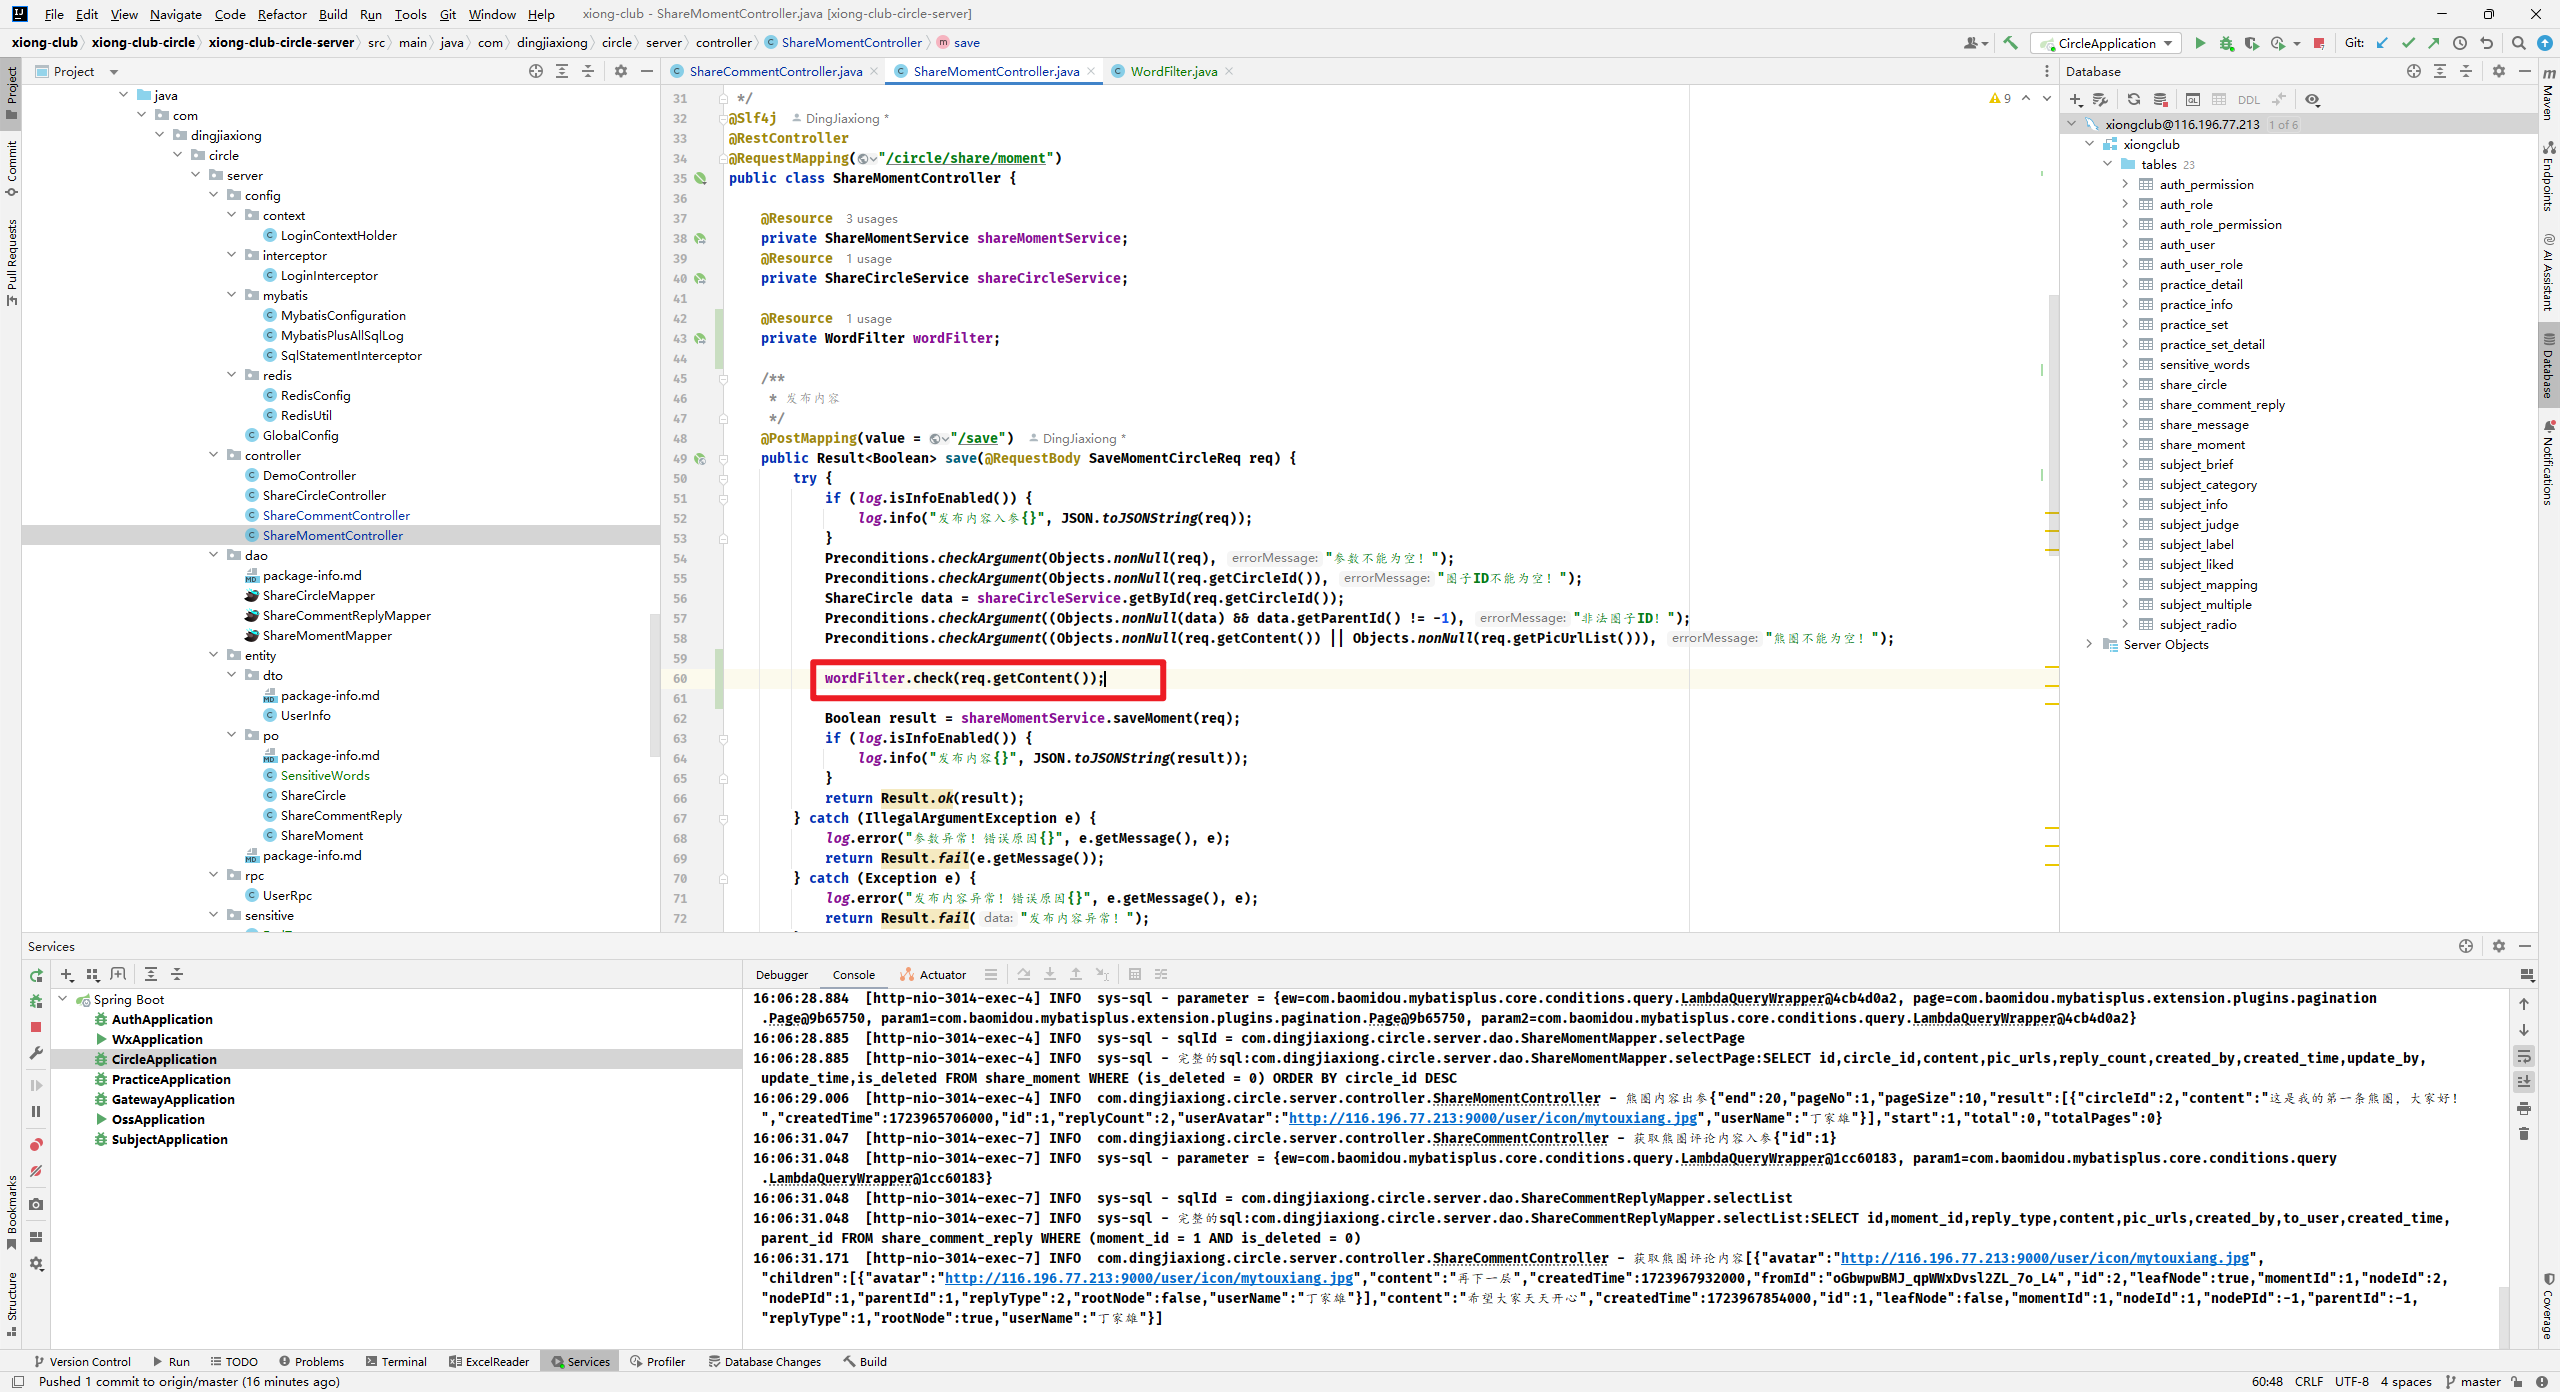 File Edit View Navigate Code Refactor Build Run Tools Git Window Help xiong-club - ShareMomentController.java [xiong-club-circle-server]
xiong-club xiong-club-circle xiong-club-circle-server src main java com dingjiaxiong circle server controller ShareMomentController save CircleApplication Git:
Project
Commit
Pull Requests
Bookmarks
Structure
Project
java
com
dingjiaxiong
circle
server
config
context
LoginContextHolder
interceptor
LoginInterceptor
mybatis
MybatisConfiguration
MybatisPlusAllSqlLog
SqlStatementInterceptor
redis
RedisConfig
RedisUtil
GlobalConfig
controller
DemoController
ShareCircleController
ShareCommentController
ShareMomentController
dao
package-info.md
ShareCircleMapper
ShareCommentReplyMapper
ShareMomentMapper
entity
dto
package-info.md
UserInfo
po
package-info.md
SensitiveWords
ShareCircle
ShareCommentReply
ShareMoment
package-info.md
rpc
UserRpc
sensitive
ShareCommentController.java ShareMomentController.java WordFilter.java
9
31 */
32 @Slf4j DingJiaxiong *
33 @RestController
34 @RequestMapping("/circle/share/moment")
35 public class ShareMomentController {
36
37 @Resource 3 usages
38 private ShareMomentService shareMomentService;
39 @Resource 1 usage
40 private ShareCircleService shareCircleService;
41
42 @Resource 1 usage
43 private WordFilter wordFilter;
44
45 /**
46 * 发布内容
47 */
48 @PostMapping(value = "/save") DingJiaxiong *
49 public Result<Boolean> save(@RequestBody SaveMomentCircleReq req) {
50 try {
51 if (log.isInfoEnabled()) {
52 log.info("发布内容入参{}", JSON.toJSONString(req));
53 }
54 Preconditions.checkArgument(Objects.nonNull(req), errorMessage: "参数不能为空！");
55 Preconditions.checkArgument(Objects.nonNull(req.getCircleId()), errorMessage: "圈子ID不能为空！");
56 ShareCircle data = shareCircleService.getById(req.getCircleId());
57 Preconditions.checkArgument((Objects.nonNull(data) && data.getParentId() != -1), errorMessage: "非法圈子ID！");
58 Preconditions.checkArgument((Objects.nonNull(req.getContent()) || Objects.nonNull(req.getPicUrlList())), errorMessage: "熊圈不能为空！");
59
60 wordFilter.check(req.getContent());
61
62 Boolean result = shareMomentService.saveMoment(req);
63 if (log.isInfoEnabled()) {
64 log.info("发布内容{}", JSON.toJSONString(result));
65 }
66 return Result.ok(result);
67 } catch (IllegalArgumentException e) {
68 log.error("参数异常！错误原因{}", e.getMessage(), e);
69 return Result.fail(e.getMessage());
70 } catch (Exception e) {
71 log.error("发布内容异常！错误原因{}", e.getMessage(), e);
72 return Result.fail( data: "发布内容异常！");
Database
DDL
xiongclub@116.196.77.213 1 of 6
xiongclub
tables 23
auth_permission
auth_role
auth_role_permission
auth_user
auth_user_role
practice_detail
practice_info
practice_set
practice_set_detail
sensitive_words
share_circle
share_comment_reply
share_message
share_moment
subject_brief
subject_category
subject_info
subject_judge
subject_label
subject_liked
subject_mapping
subject_multiple
subject_radio
Server Objects
Maven
Endpoints
AI Assistant
Database
Notifications
Coverage
Services
Spring Boot
AuthApplication
WxApplication
CircleApplication
PracticeApplication
GatewayApplication
OssApplication
SubjectApplication
Debugger Console Actuator
16:06:28.884 [http-nio-3014-exec-4] INFO sys-sql - parameter = {ew=com.baomidou.mybatisplus.core.conditions.query.LambdaQueryWrapper@4cb4d0a2, page=com.baomidou.mybatisplus.extension.plugins.pagination
.Page@9b65750, param1=com.baomidou.mybatisplus.extension.plugins.pagination.Page@9b65750, param2=com.baomidou.mybatisplus.core.conditions.query.LambdaQueryWrapper@4cb4d0a2}
16:06:28.885 [http-nio-3014-exec-4] INFO sys-sql - sqlId = com.dingjiaxiong.circle.server.dao.ShareMomentMapper.selectPage
16:06:28.885 [http-nio-3014-exec-4] INFO sys-sql - 完整的sql:com.dingjiaxiong.circle.server.dao.ShareMomentMapper.selectPage:SELECT id,circle_id,content,pic_urls,reply_count,created_by,created_time,update_by,
update_time,is_deleted FROM share_moment WHERE (is_deleted = 0) ORDER BY circle_id DESC
16:06:29.006 [http-nio-3014-exec-4] INFO com.dingjiaxiong.circle.server.controller.ShareMomentController - 熊圈内容出参{"end":20,"pageNo":1,"pageSize":10,"result":[{"circleId":2,"content":"这是我的第一条熊圈，大家好！
","createdTime":1723965706000,"id":1,"replyCount":2,"userAvatar":"http://116.196.77.213:9000/user/icon/mytouxiang.jpg","userName":"丁家雄"}],"start":1,"total":0,"totalPages":0}
16:06:31.047 [http-nio-3014-exec-7] INFO com.dingjiaxiong.circle.server.controller.ShareCommentController - 获取熊圈评论内容入参{"id":1}
16:06:31.048 [http-nio-3014-exec-7] INFO sys-sql - parameter = {ew=com.baomidou.mybatisplus.core.conditions.query.LambdaQueryWrapper@1cc60183, param1=com.baomidou.mybatisplus.core.conditions.query
.LambdaQueryWrapper@1cc60183}
16:06:31.048 [http-nio-3014-exec-7] INFO sys-sql - sqlId = com.dingjiaxiong.circle.server.dao.ShareCommentReplyMapper.selectList
16:06:31.048 [http-nio-3014-exec-7] INFO sys-sql - 完整的sql:com.dingjiaxiong.circle.server.dao.ShareCommentReplyMapper.selectList:SELECT id,moment_id,reply_type,content,pic_urls,created_by,to_user,created_time,
parent_id FROM share_comment_reply WHERE (moment_id = 1 AND is_deleted = 0)
16:06:31.171 [http-nio-3014-exec-7] INFO com.dingjiaxiong.circle.server.controller.ShareCommentController - 获取熊圈评论内容[{"avatar":"http://116.196.77.213:9000/user/icon/mytouxiang.jpg",
"children":[{"avatar":"http://116.196.77.213:9000/user/icon/mytouxiang.jpg","content":"再下一层","createdTime":1723967932000,"fromId":"oGbwpwBMJ_qpWWxDvsl2ZL_7o_L4","id":2,"leafNode":true,"momentId":1,"nodeId":2,
"nodePId":1,"parentId":1,"replyType":2,"rootNode":false,"userName":"丁家雄"}],"content":"希望大家天天开心","createdTime":1723967854000,"id":1,"leafNode":false,"momentId":1,"nodeId":1,"nodePId":-1,"parentId":-1,
"replyType":1,"rootNode":true,"userName":"丁家雄"}]
Version Control Run TODO Problems Terminal ExcelReader Services Profiler Database Changes Build
Pushed 1 commit to origin/master (16 minutes ago) 60:48 CRLF UTF-8 4 spaces master